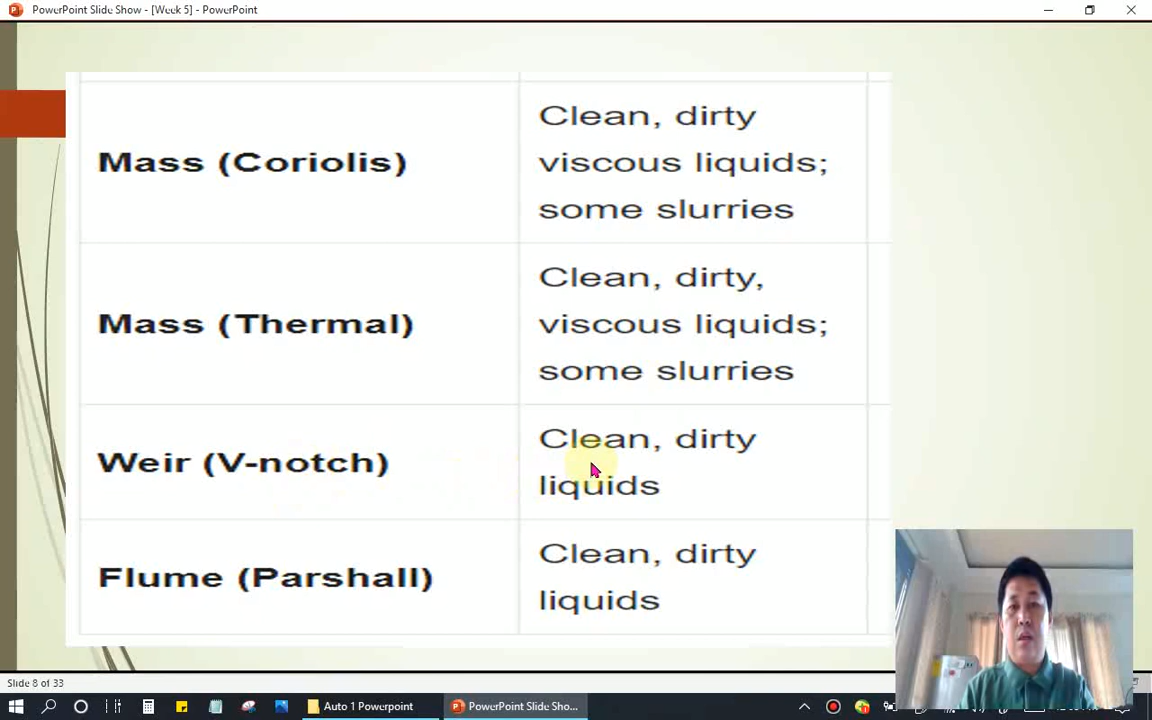 PowerPoint Slide Show - [Week 5] - PowerPoint
Mass (Coriolis)
Clean, dirty
viscous liquids;
some slurries
Mass (Thermal)
Clean, dirty,
viscous liquids;
some slurries
Weir (V-notch)
Clean, dirty
liquids
Flume (Parshall)
Clean, dirty
liquids
Slide 8 of 33
Auto 1 Powerpoint
PowerPoint Slide Sho...